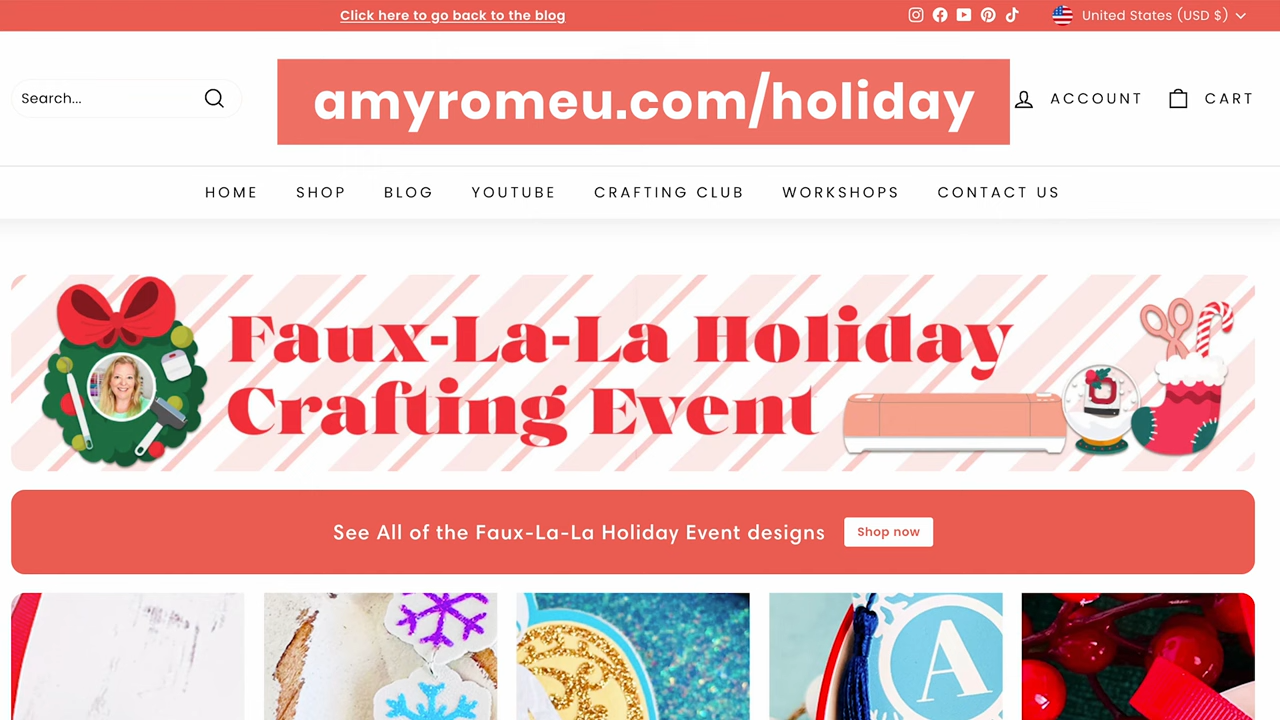 Click here to go back to the blog
United States (USD $)
Search...
amyromeu.com/holiday
ACCOUNT
CART
HOME
SHOP
BLOG
YOUTUBE
CRAFTING CLUB
WORKSHOPS
CONTACT US
Faux-La-La Holiday
Crafting Event
See All of the Faux-La-La Holiday Event designs
Shop now
A